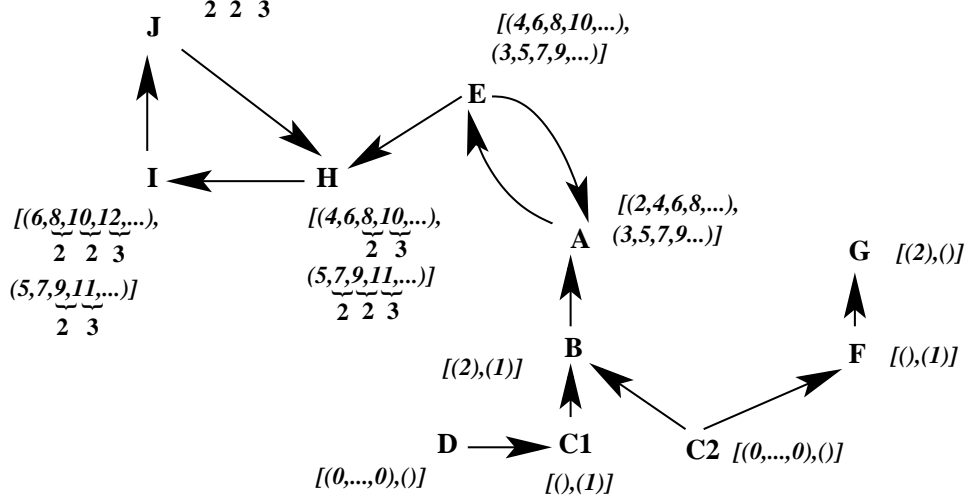 2 2 3
J
[(4,6,8,10,...),
(3,5,7,9,...)]
E
I
H
[(6,8,10,12,...),
2 2 3
(5,7,9,11,...)]
2 3
[(4,6,8,10,...),
2 3
(5,7,9,11,...)]
2 2 3
[(2,4,6,8,...),
(3,5,7,9...)]
A
G [(2),()]
B
[(2),(1)]
F [(),(1)]
D
[(0,...,0),()]
C1
[(),(1)]
C2 [(0,...,0),()]